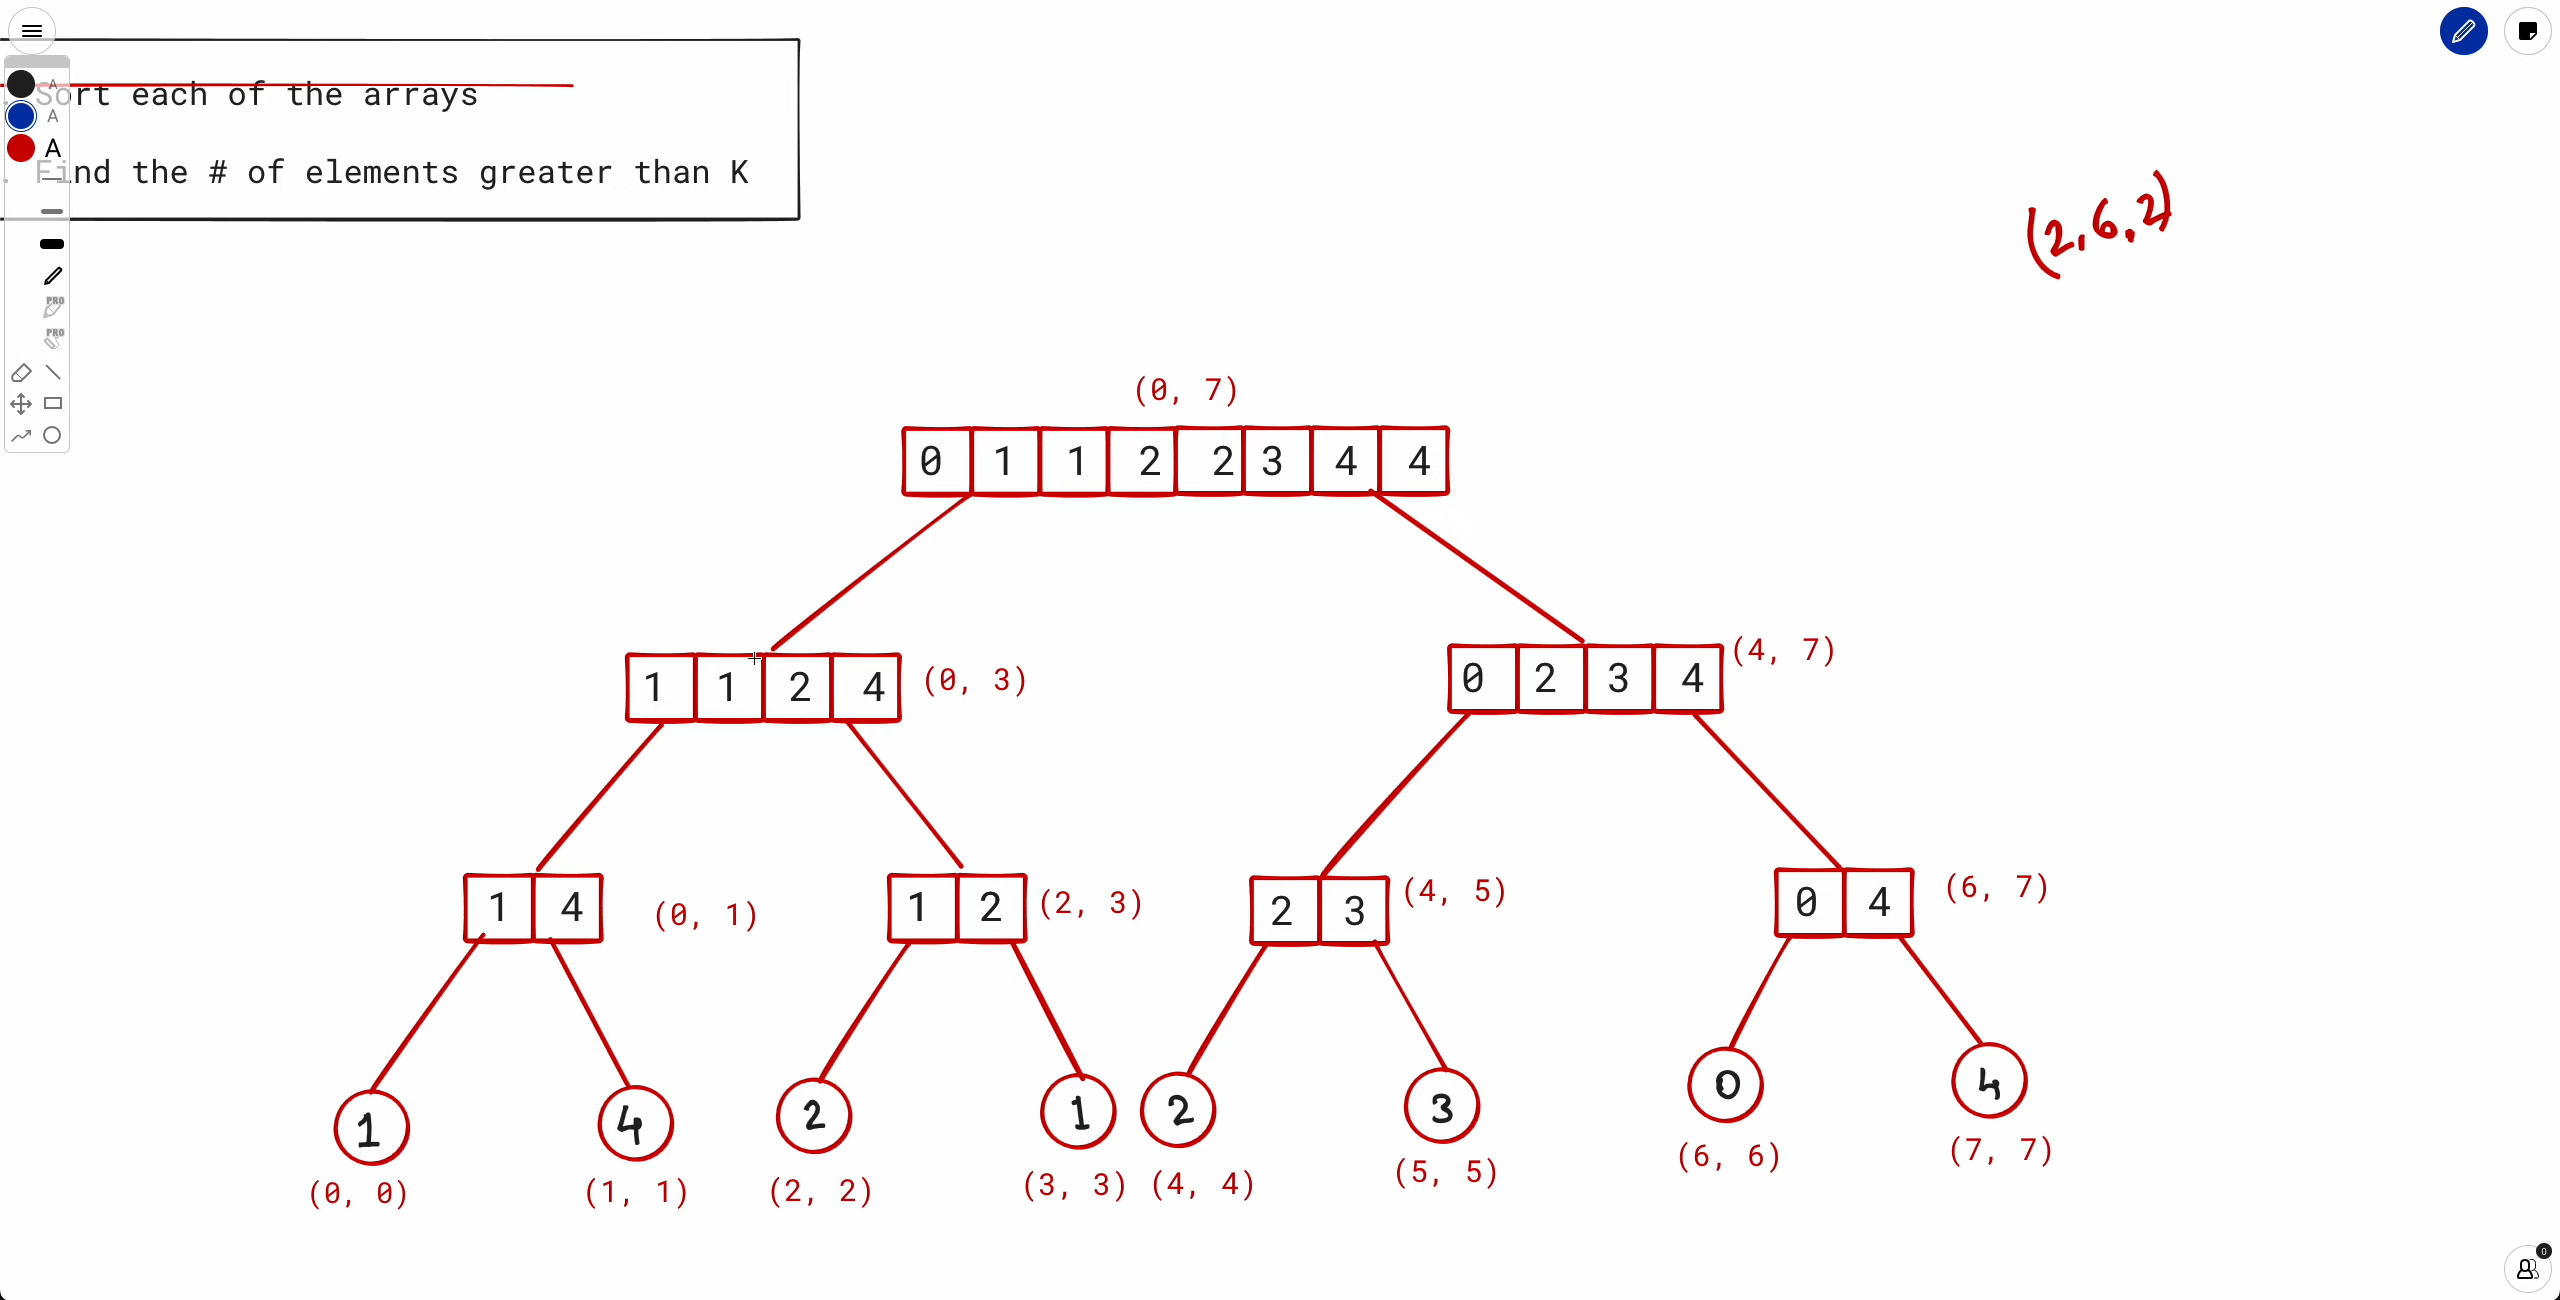 Sort each of the arrays
A
A
A
. Find the # of elements greater than K
(2,6,2)
PRO
PRO
(0, 7)
0 1 1 2 2 3 4 4
1 1 2 4 (0, 3)
0 2 3 4 (4, 7)
1 4 (0, 1)
1 2 (2, 3)
2 3 (4, 5)
0 4 (6, 7)
1 4 2 1 2 3 0 4
(0, 0) (1, 1) (2, 2) (3, 3) (4, 4) (5, 5) (6, 6) (7, 7)
0